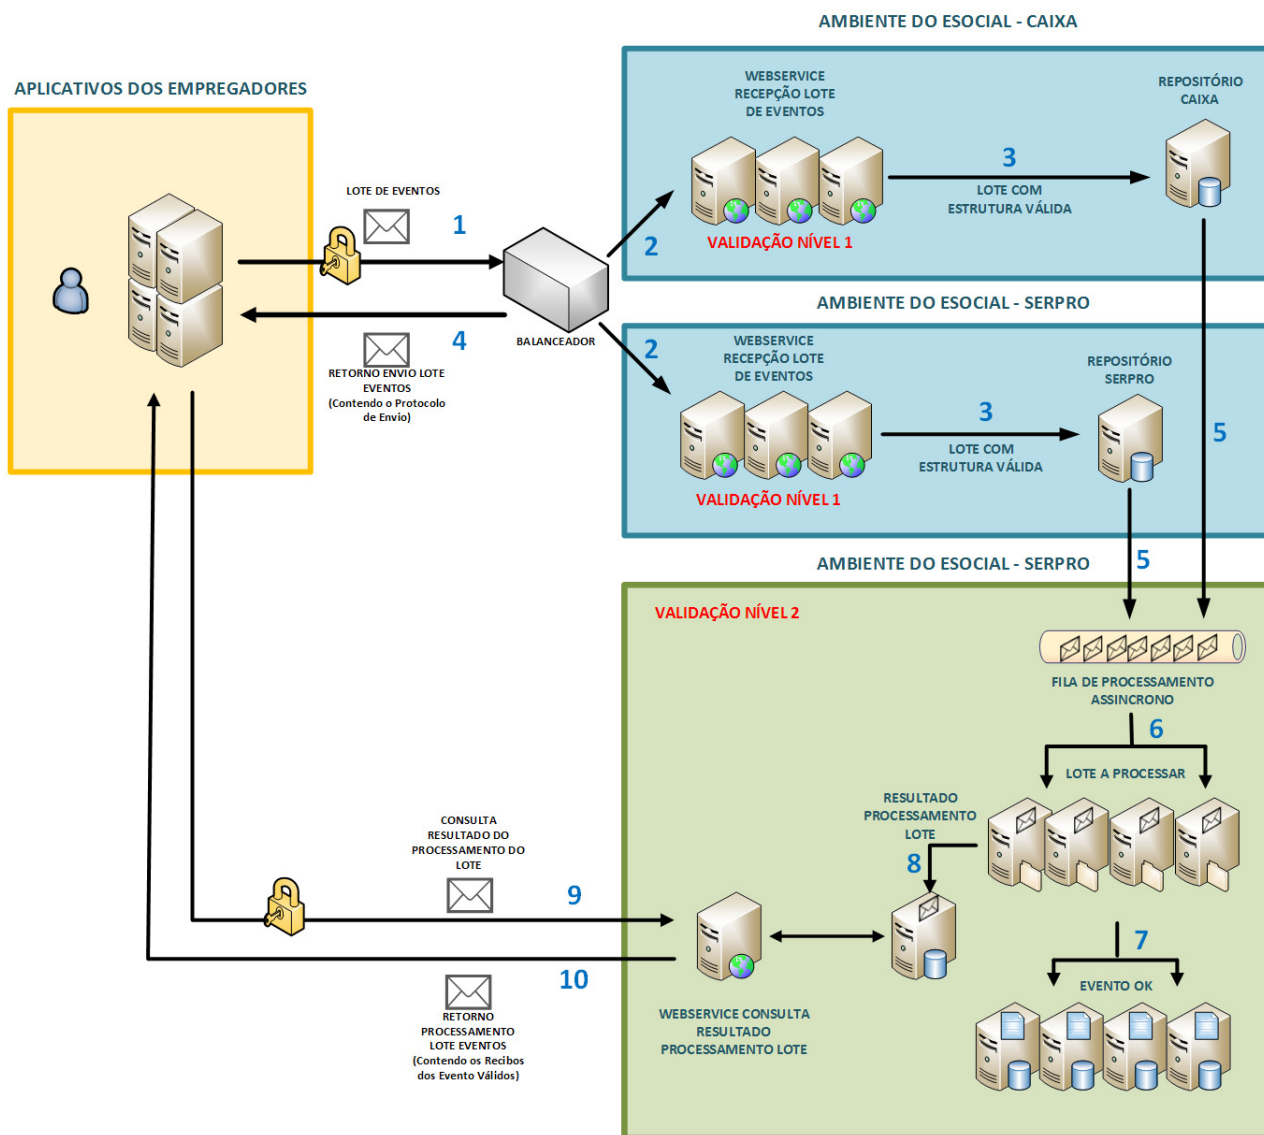 AMBIENTE DO ESOCIAL - CAIXA
APLICATIVOS DOS EMPREGADORES
WEBSERVICE
RECEPÇÃO LOTE
DE EVENTOS
REPOSITÓRIO
CAIXA
3
LOTE COM
ESTRUTURA VÁLIDA
VALIDAÇÃO NÍVEL 1
LOTE DE EVENTOS
1
2
BALANCEADOR
4
RETORNO ENVIO LOTE
EVENTOS
(Contendo o Protocolo
de Envio)
AMBIENTE DO ESOCIAL - SERPRO
2
WEBSERVICE
RECEPÇÃO LOTE
DE EVENTOS
REPOSITÓRIO
SERPRO
3
LOTE COM
ESTRUTURA VÁLIDA
VALIDAÇÃO NÍVEL 1
5
5
AMBIENTE DO ESOCIAL - SERPRO
VALIDAÇÃO NÍVEL 2
FILA DE PROCESSAMENTO
ASSINCRONO
6
LOTE A PROCESSAR
RESULTADO
PROCESSAMENTO
LOTE
8
CONSULTA
RESULTADO DO
PROCESSAMENTO DO
LOTE
9
7
EVENTO OK
10
RETORNO
PROCESSAMENTO
LOTE EVENTOS
(Contendo os Recibos
dos Evento Válidos)
WEBSERVICE CONSULTA
RESULTADO
PROCESSAMENTO LOTE